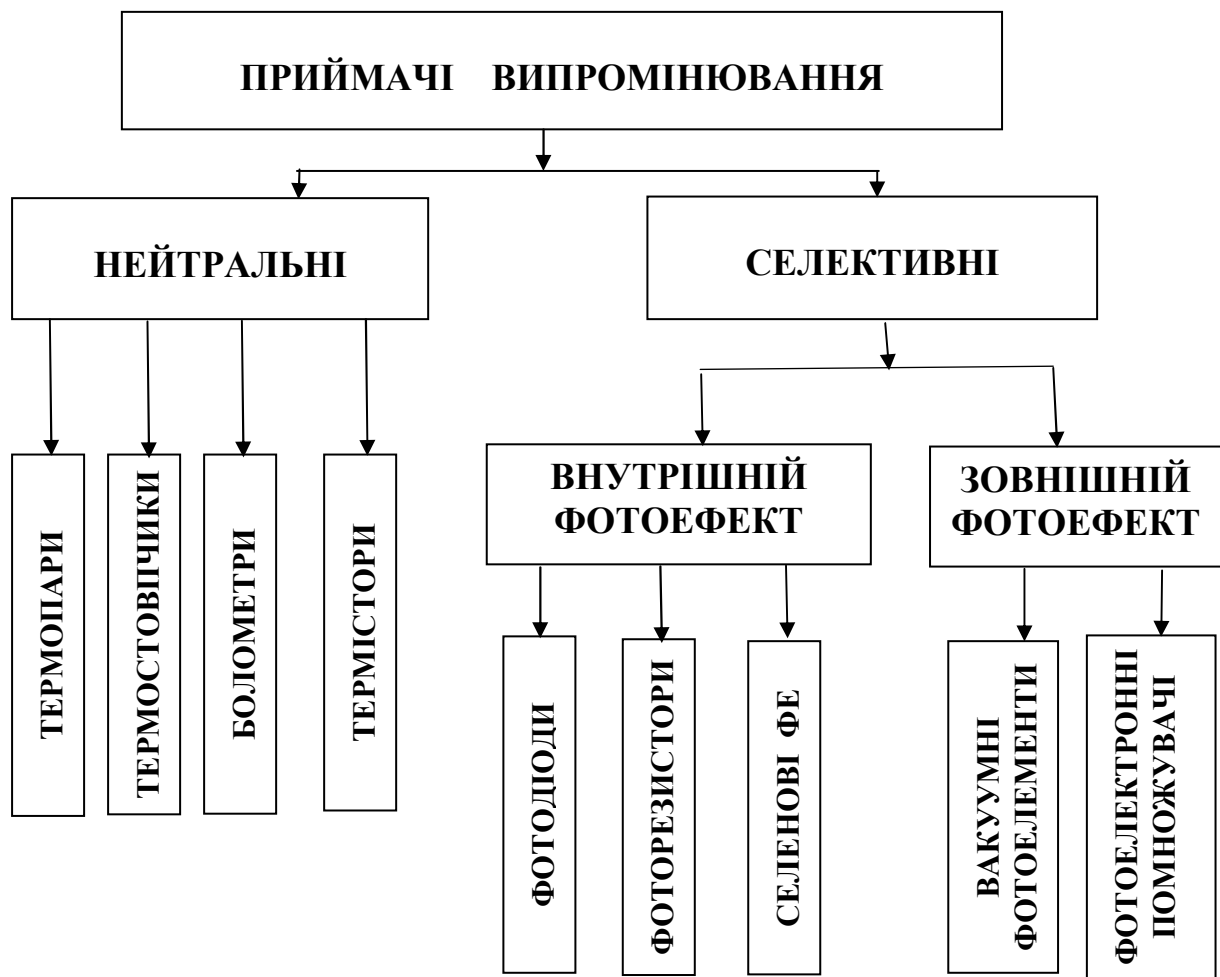 ПРИЙМАЧІ ВИПРОМІНЮВАННЯ
НЕЙТРАЛЬНІ
СЕЛЕКТИВНІ
ВНУТРІШНІЙ
ФОТОЕФЕКТ
ЗОВНІШНІЙ
ФОТОЕФЕКТ
ТЕРМОПАРИ
ТЕРМОСТОВПЧИКИ
БОЛОМЕТРИ
ТЕРМІСТОРИ
ФОТОДІОДИ
ФОТОРЕЗИСТОРИ
СЕЛЕНОВІ ФЕ
ВАКУУМНІ
ФОТОЕЛЕМЕНТИ
ФОТОЕЛЕКТРОННІ
ПОМНОЖУВАЧІ